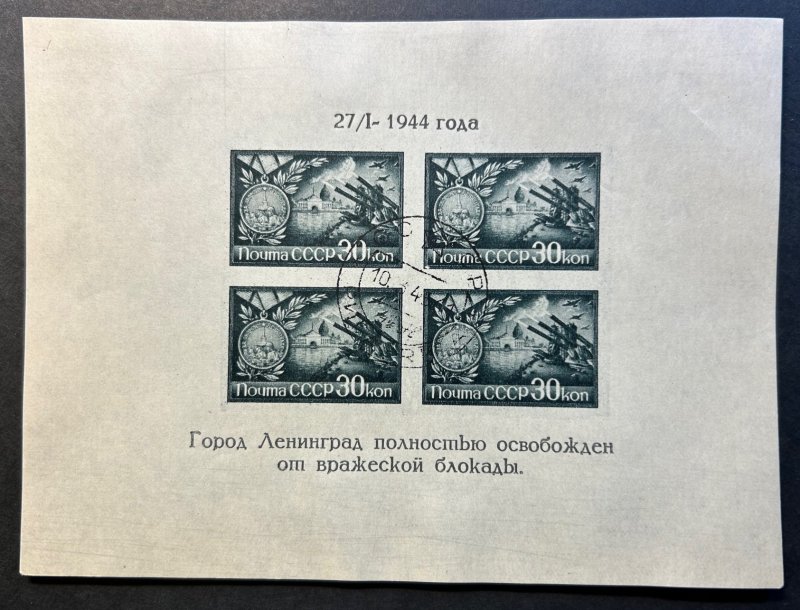 27/I- 1944 года
Почта СССР 30 коп
Почта СССР 30 коп
Почта СССР 30 коп
Почта СССР 30 коп
Город Ленинград полностью освобожден
от вражеской блокады.